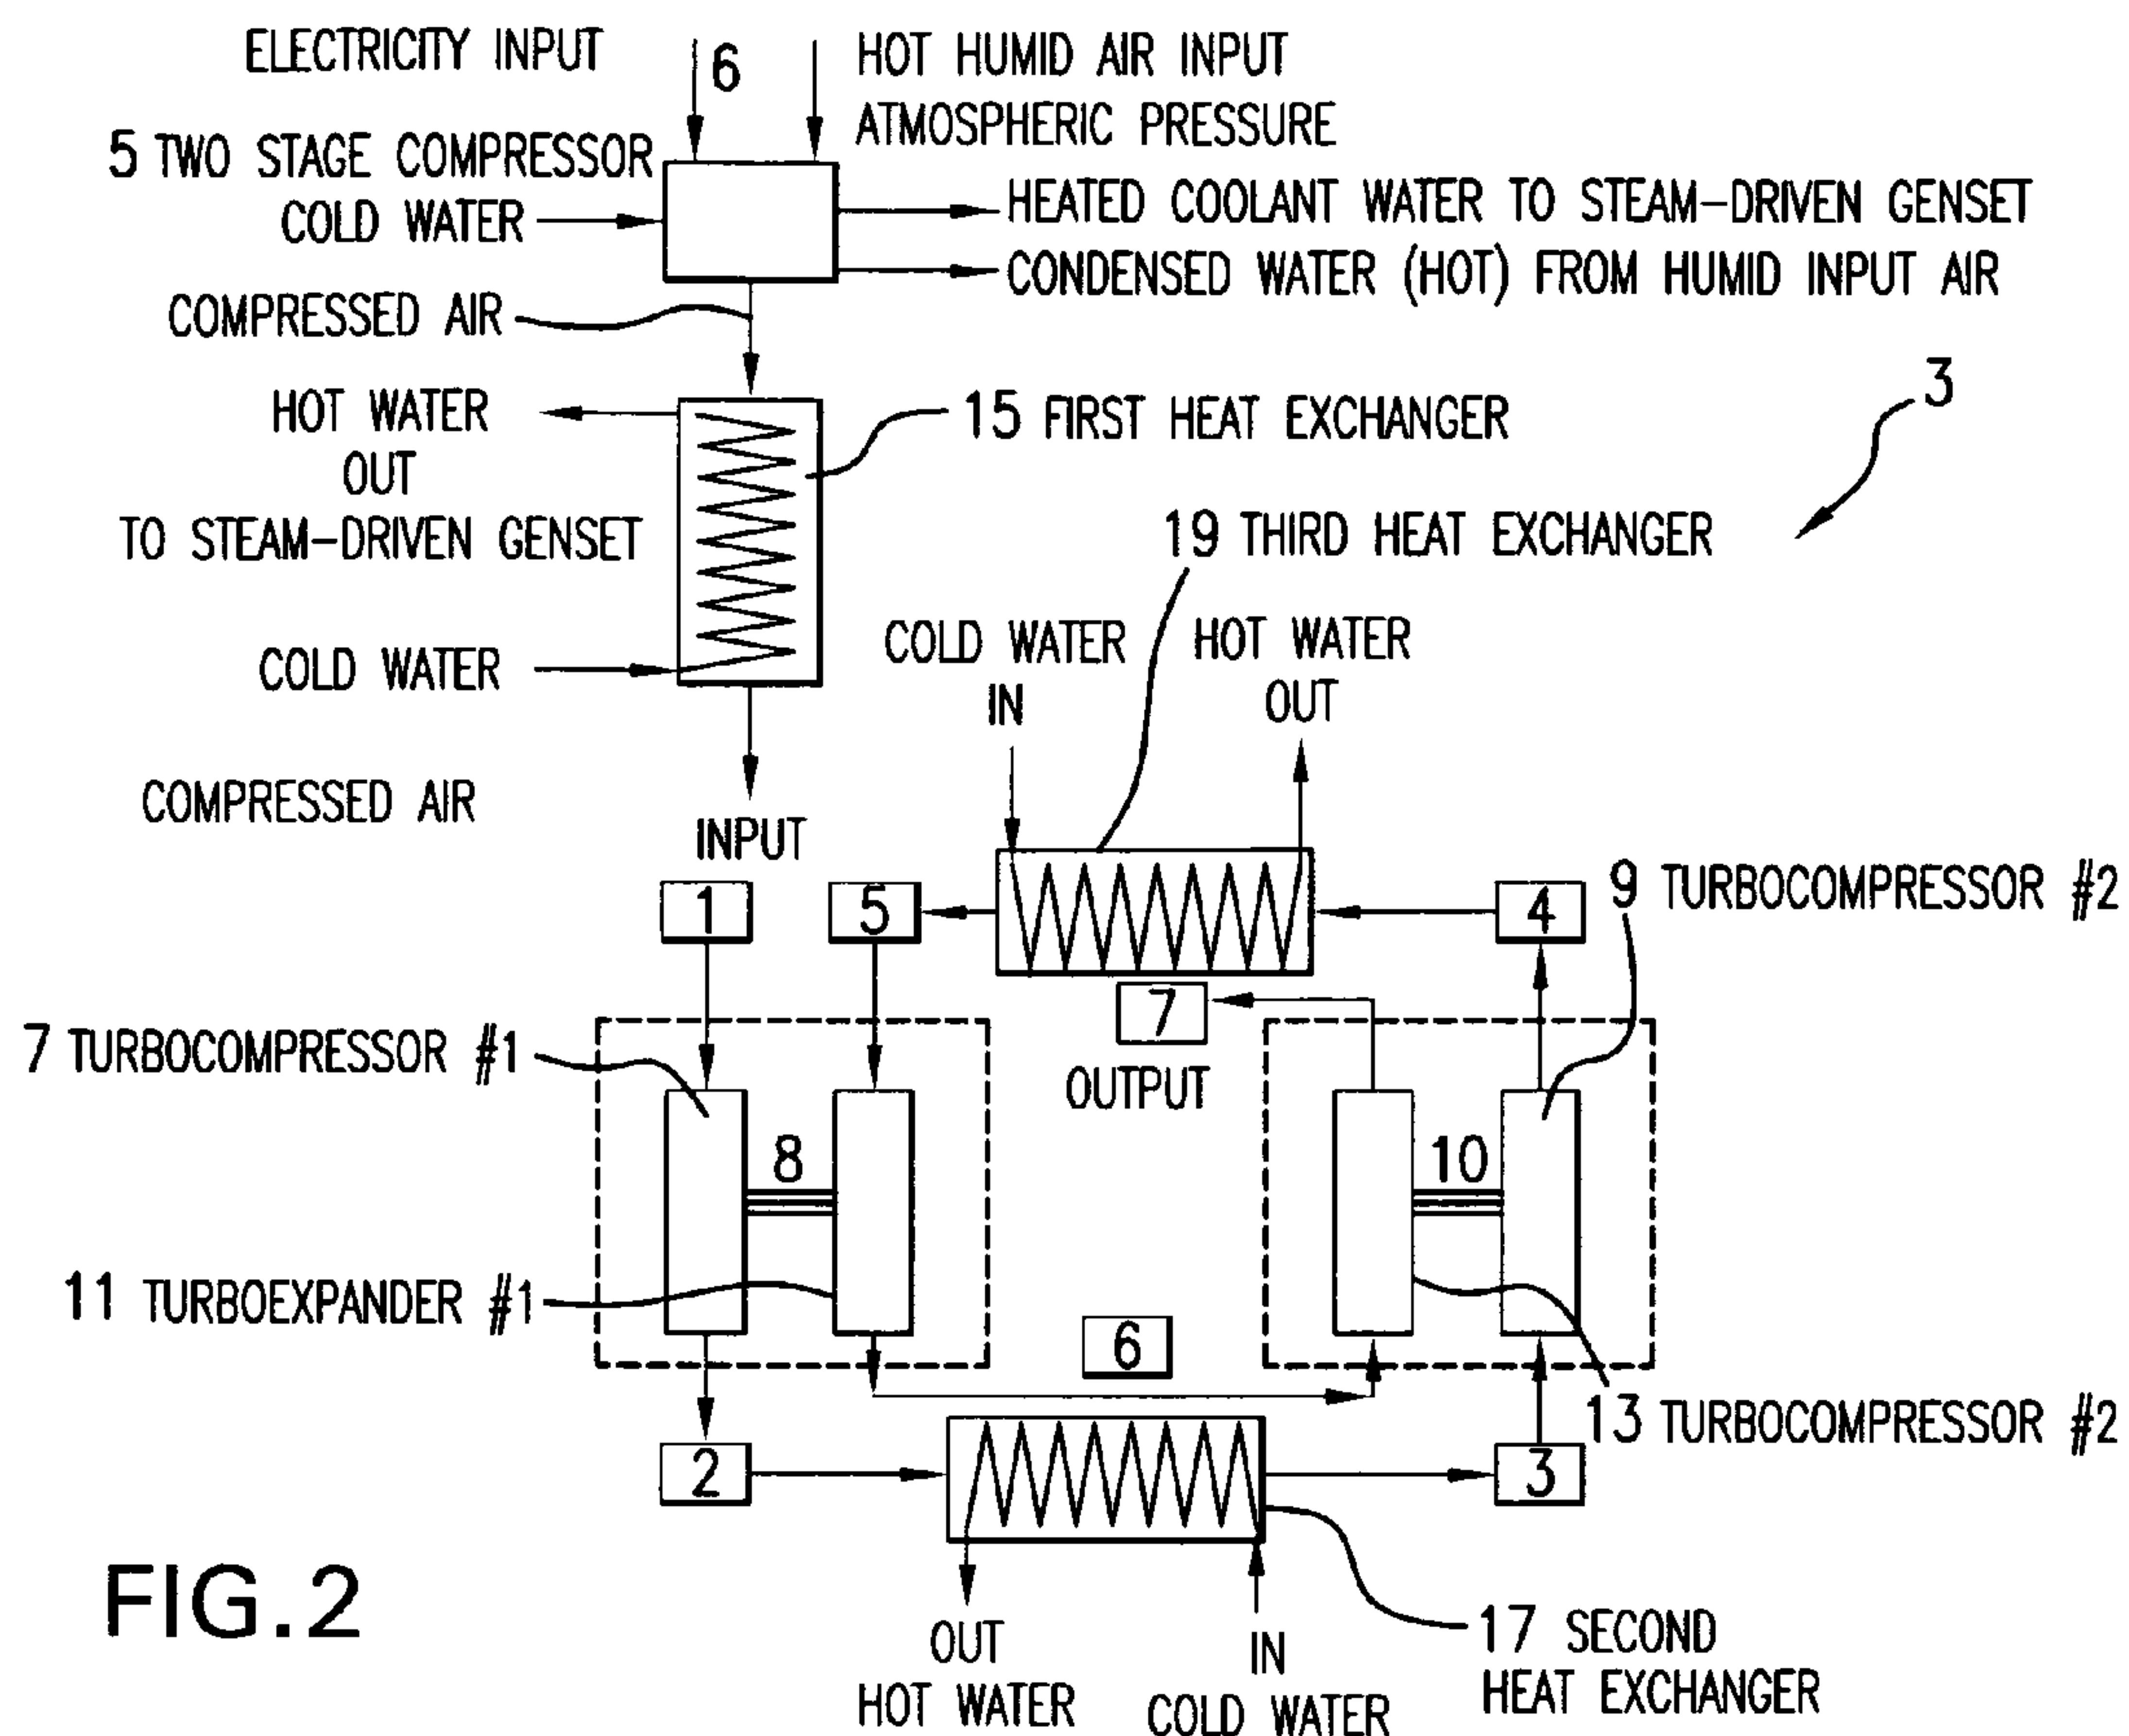 ELECTRICITY INPUT
6
HOT HUMID AIR INPUT
ATMOSPHERIC PRESSURE
5 TWO STAGE COMPRESSOR
COLD WATER
HEATED COOLANT WATER TO STEAM-DRIVEN GENSET
CONDENSED WATER (HOT) FROM HUMID INPUT AIR
COMPRESSED AIR
3
HOT WATER
OUT
TO STEAM-DRIVEN GENSET
15 FIRST HEAT EXCHANGER
19 THIRD HEAT EXCHANGER
COLD WATER
COLD WATER
IN
HOT WATER
OUT
COMPRESSED AIR
INPUT
1
5
4
9 TURBOCOMPRESSOR #2
7
OUTPUT
7 TURBOCOMPRESSOR #1
8
10
11 TURBOEXPANDER #1
6
13 TURBOCOMPRESSOR #2
2
3
OUT
HOT WATER
IN
COLD WATER
17 SECOND
HEAT EXCHANGER
FIG.2